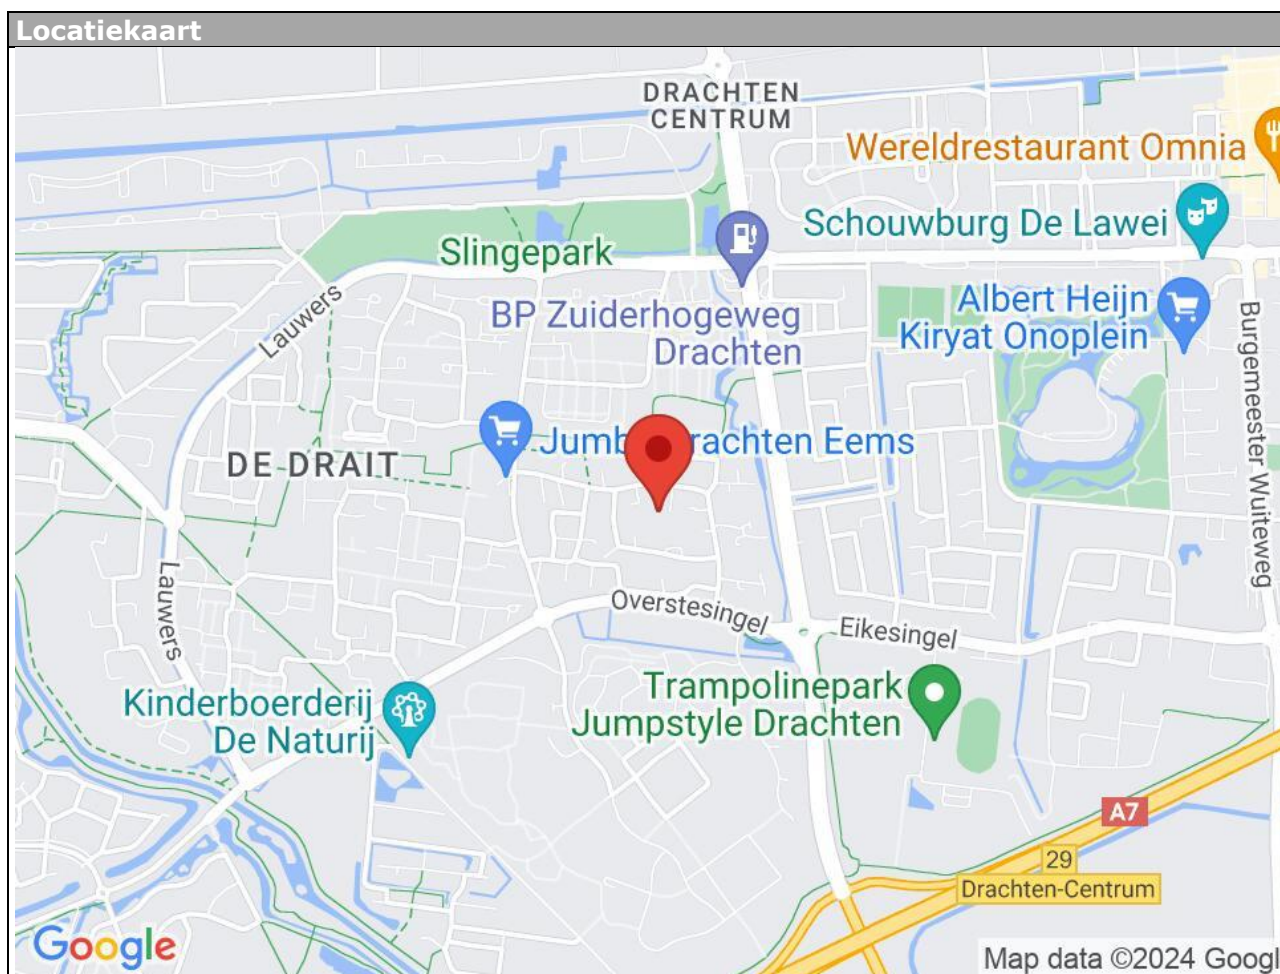 Locatiekaart
DRACHTEN
CENTRUM
Wereldrestaurant Omnia
Schouwburg De Lawei
Slingepark
Lauwers
BP Zuiderhogeweg
Drachten
Albert Heijn
Kiryat Onoplein
Burgemeester Wuiteweg
Jumb rachten Eems
DE DRAIT
Lauwers
Overstesingel
Eikesingel
Trampolinepark
Jumpstyle Drachten
Kinderboerderij
De Naturij
A7
29
Drachten-Centrum
Google
Map data ©2024 Googl